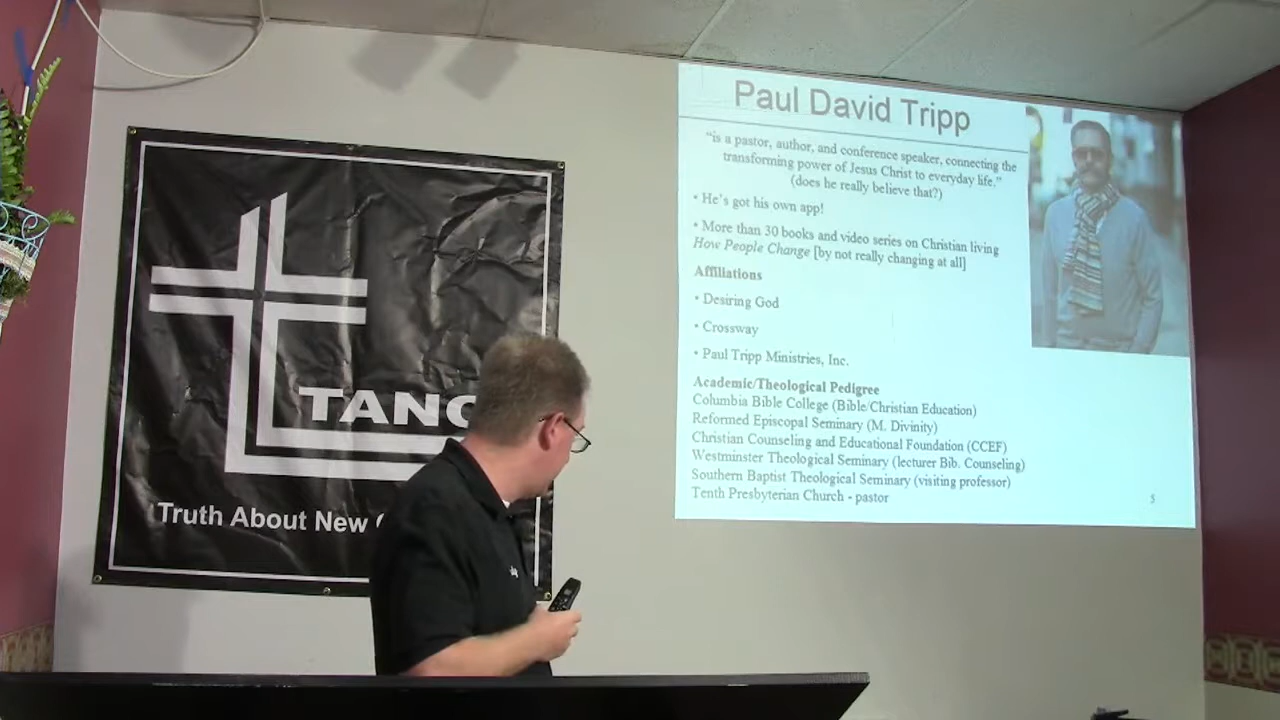 TANC
Truth About New
Paul David Tripp
"is a pastor, author, and conference speaker, connecting the
transforming power of Jesus Christ to everyday life."
(does he really believe that?)
• He's got his own app!
• More than 30 books and video series on Christian living
How People Change [by not really changing at all]
Affiliations
• Desiring God
• Crossway
• Paul Tripp Ministries, Inc.
Academic/Theological Pedigree
Columbia Bible College (Bible/Christian Education)
Reformed Episcopal Seminary (M. Divinity)
Christian Counseling and Educational Foundation (CCEF)
Westminster Theological Seminary (lecturer Bib. Counseling)
Southern Baptist Theological Seminary (visiting professor)
Tenth Presbyterian Church - pastor
5